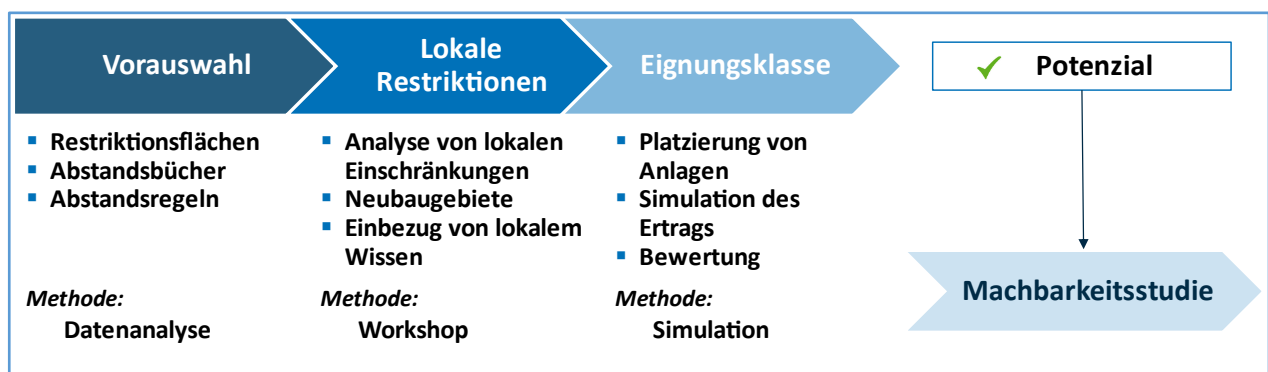 Vorauswahl
Lokale
Restriktionen
Eignungsklasse
Potenzial
▪ Restriktionsflächen
▪ Abstandsbücher
▪ Abstandsregeln
Methode:
Datenanalyse
▪ Analyse von lokalen
Einschränkungen
▪ Neubaugebiete
▪ Einbezug von lokalem
Wissen
Methode:
Workshop
▪ Platzierung von
Anlagen
▪ Simulation des
Ertrags
▪ Bewertung
Methode:
Simulation
Machbarkeitsstudie